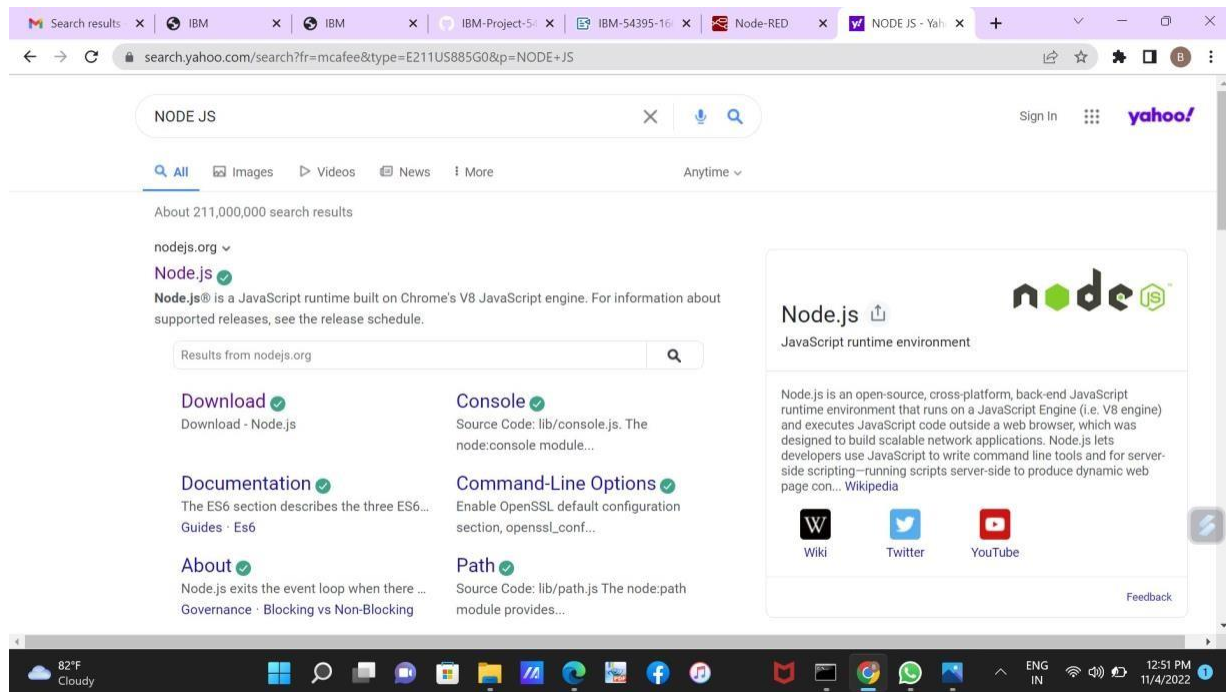 Search results
IBM
IBM
IBM-Project-54
IBM-54395-16
Node-RED
NODE JS - Yah
search.yahoo.com/search?fr=mcafee&type=E211US885G0&p=NODE+JS
B
NODE JS
Sign In
yahoo!
All Images Videos News More Anytime
About 211,000,000 search results
nodejs.org
Node.js
Node.js® is a JavaScript runtime built on Chrome's V8 JavaScript engine. For information about
supported releases, see the release schedule.
Results from nodejs.org
Download
Download - Node.js
Console
Source Code: lib/console.js. The
node:console module...
Documentation
The ES6 section describes the three ES6...
Guides · Es6
Command-Line Options
Enable OpenSSL default configuration
section, openssl_conf...
About
Node.js exits the event loop when there ...
Governance · Blocking vs Non-Blocking
Path
Source Code: lib/path.js The node:path
module provides...
node JS™
Node.js
JavaScript runtime environment
Node.js is an open-source, cross-platform, back-end JavaScript
runtime environment that runs on a JavaScript Engine (i.e. V8 engine)
and executes JavaScript code outside a web browser, which was
designed to build scalable network applications. Node.js lets
developers use JavaScript to write command line tools and for server-
side scripting—running scripts server-side to produce dynamic web
page con... Wikipedia
W
Wiki
Twitter
YouTube
Feedback
82°F
Cloudy
ENG
IN
12:51 PM
11/4/2022
1